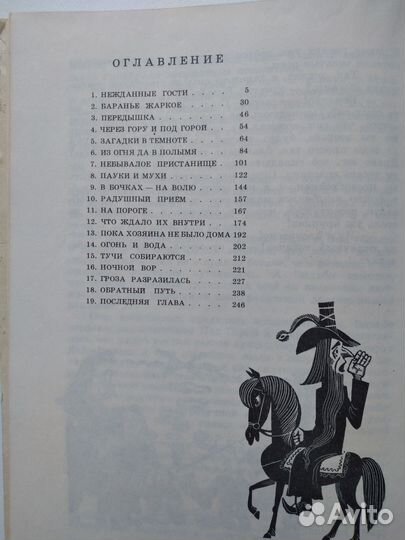 ОГЛАВЛЕНИЕ
1. НЕЖДАННЫЕ ГОСТИ . . . . 5
2. БАРАНЬЕ ЖАРКОЕ . . . . 30
3. ПЕРЕДЫШКА . . . . . 46
4. ЧЕРЕЗ ГОРУ И ПОД ГОРОЙ . . 54
5. ЗАГАДКИ В ТЕМНОТЕ . . . . 64
6. ИЗ ОГНЯ ДА В ПОЛЫМЯ . . . 84
7. НЕБЫВАЛОЕ ПРИСТАНИЩЕ . . 101
8. ПАУКИ И МУХИ . . . . . 122
9. В БОЧКАХ — НА ВОЛЮ . . . 144
10. РАДУШНЫЙ ПРИЕМ . . . . 157
11. НА ПОРОГЕ . . . . . . 167
12. ЧТО ЖДАЛО ИХ ВНУТРИ . . 174
13. ПОКА ХОЗЯИНА НЕ БЫЛО ДОМА 192
14. ОГОНЬ И ВОДА . . . . . 202
15. ТУЧИ СОБИРАЮТСЯ . . . . 212
16. НОЧНОЙ ВОР . . . . . . 221
17. ГРОЗА РАЗРАЗИЛАСЬ . . . . 227
18. ОБРАТНЫЙ ПУТЬ . . . . . 238
19. ПОСЛЕДНЯЯ ГЛАВА . . . . 246
Avito